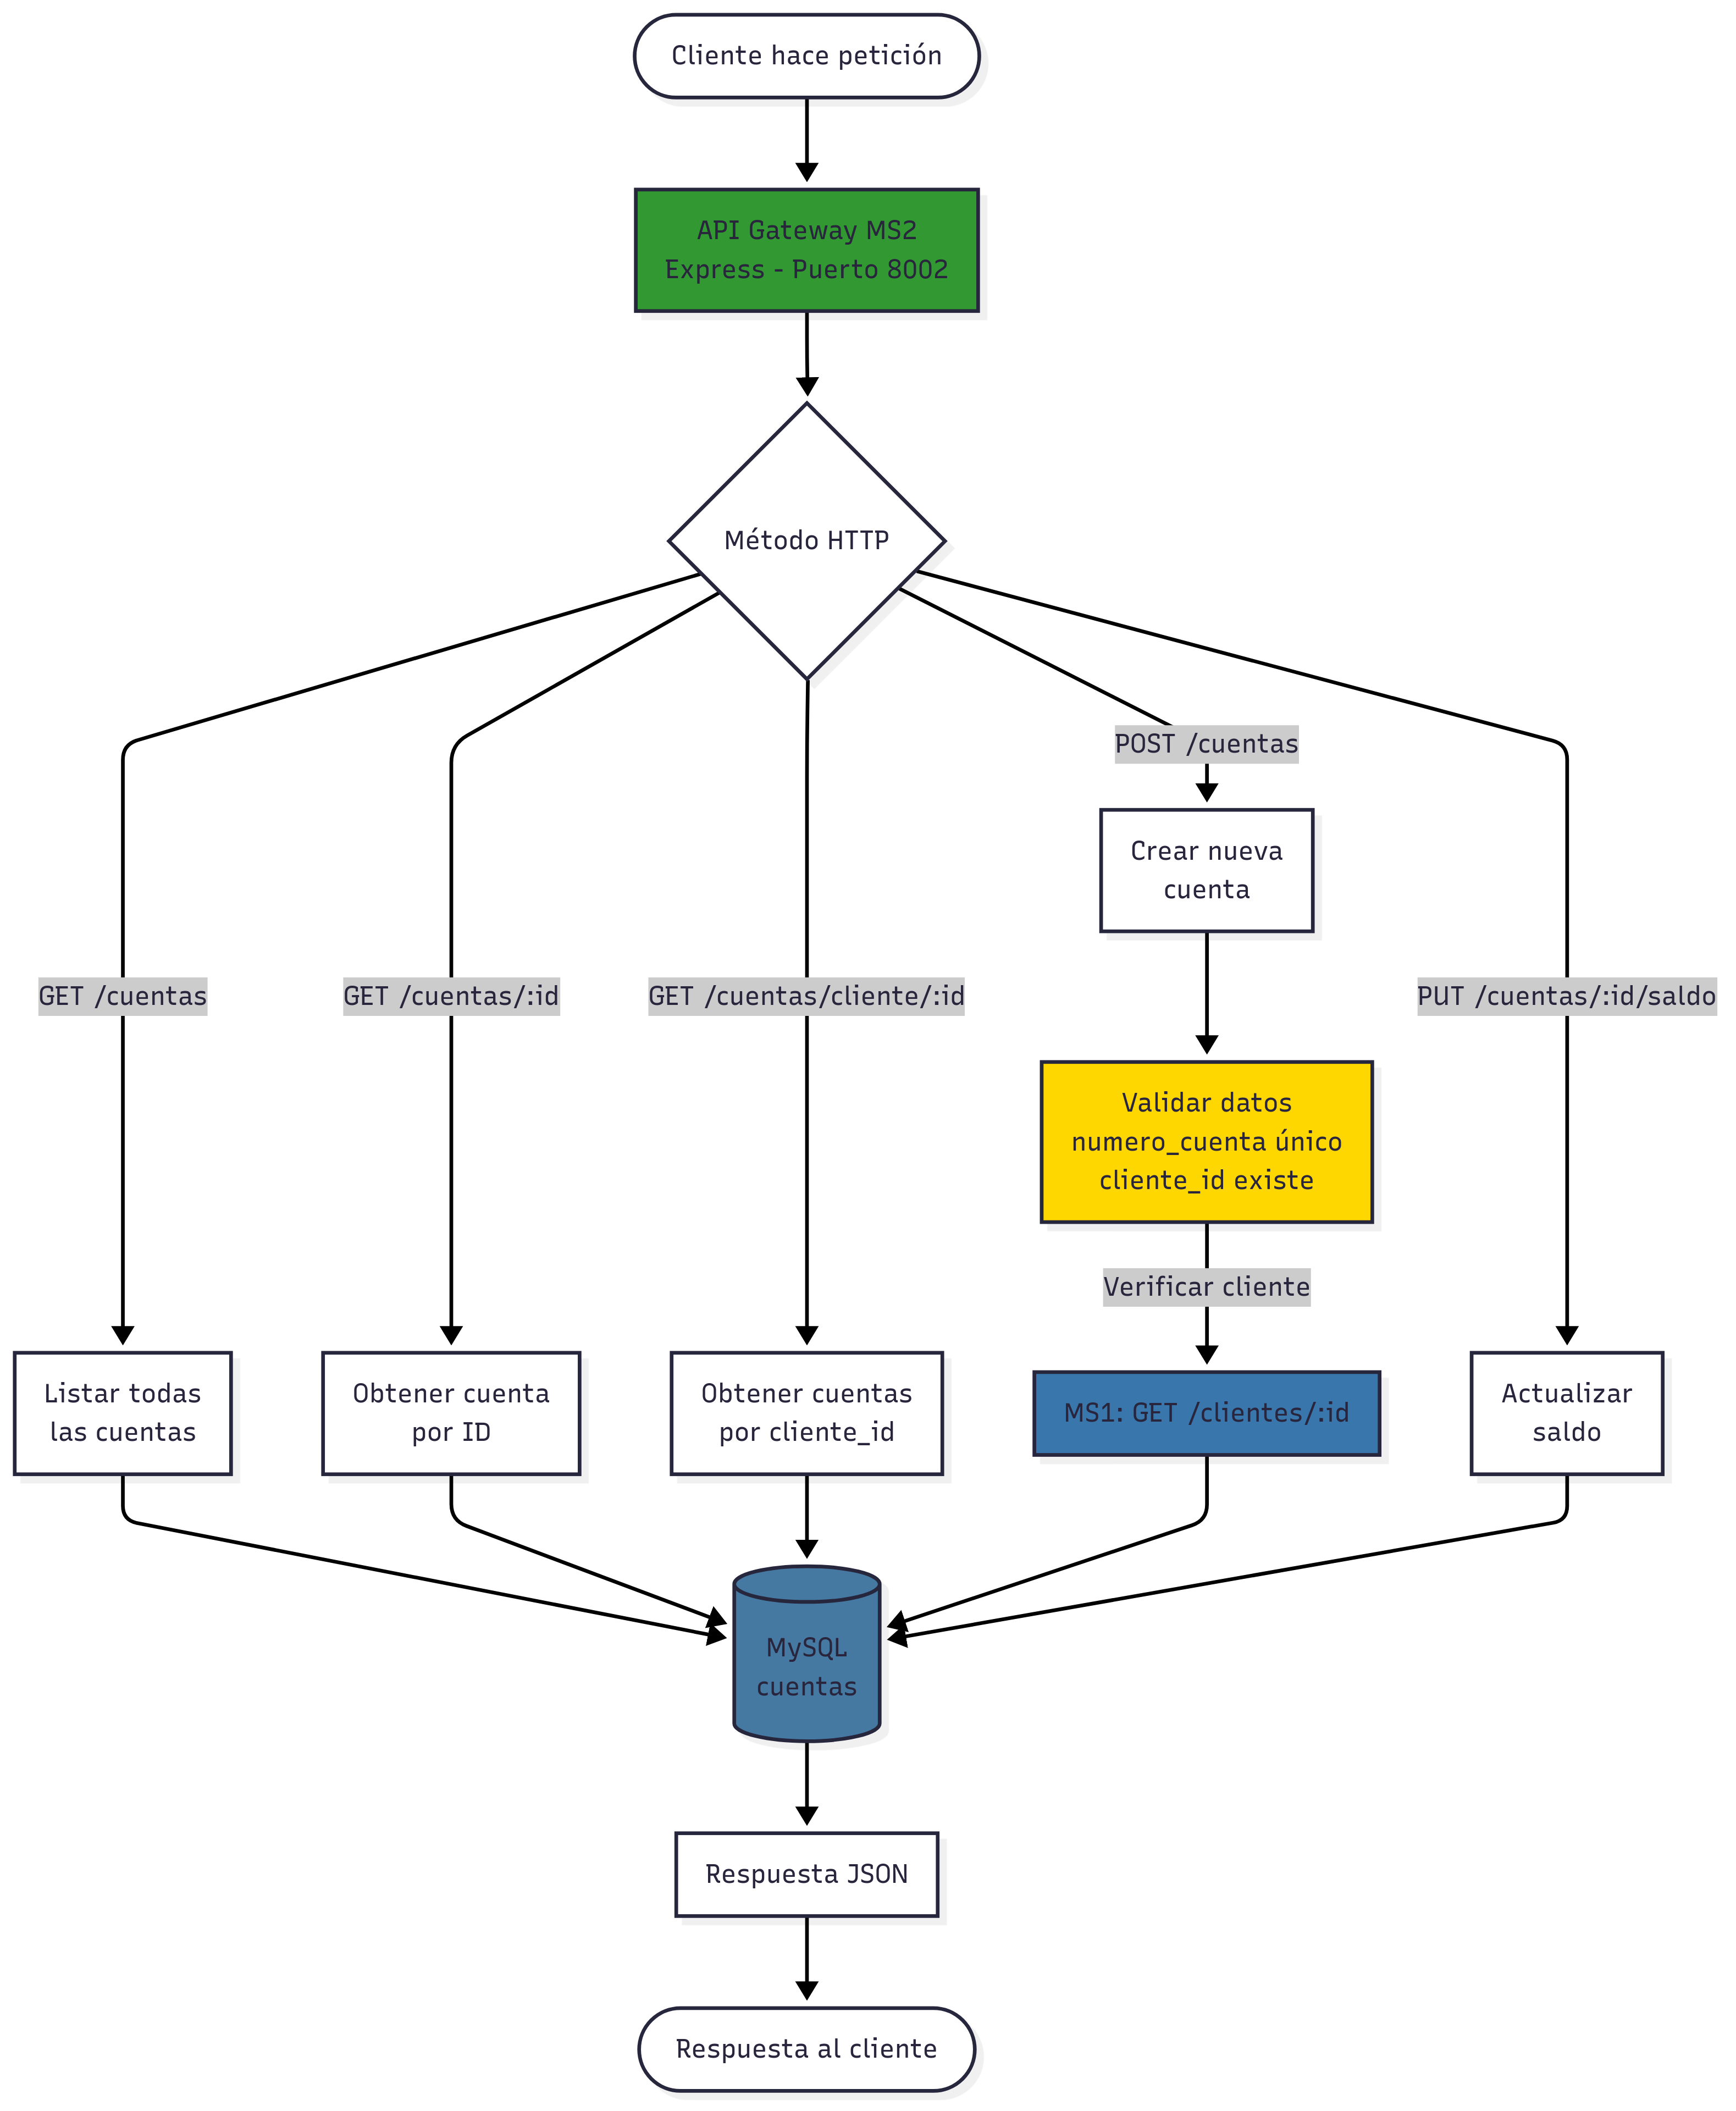 Cliente hace petición
API Gateway MS2
Express - Puerto 8002
Método HTTP
POST /cuentas
Crear nueva
cuenta
GET /cuentas
GET /cuentas/:id
GET /cuentas/cliente/:id
PUT /cuentas/:id/saldo
Validar datos
numero_cuenta único
cliente_id existe
Verificar cliente
Listar todas
las cuentas
Obtener cuenta
por ID
Obtener cuentas
por cliente_id
MS1: GET /clientes/:id
Actualizar
saldo
MySQL
cuentas
Respuesta JSON
Respuesta al cliente